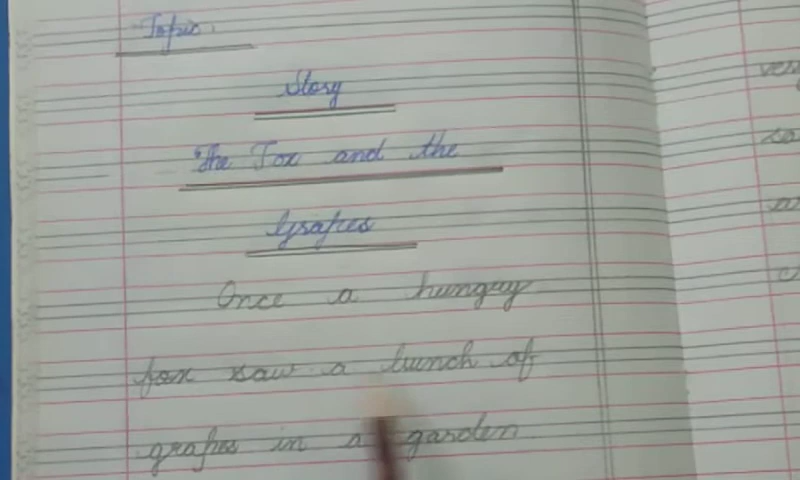 Topic.
Story
The Fox and the
Grapes
Once a hungry
fox saw a bunch of
grapes in a garden